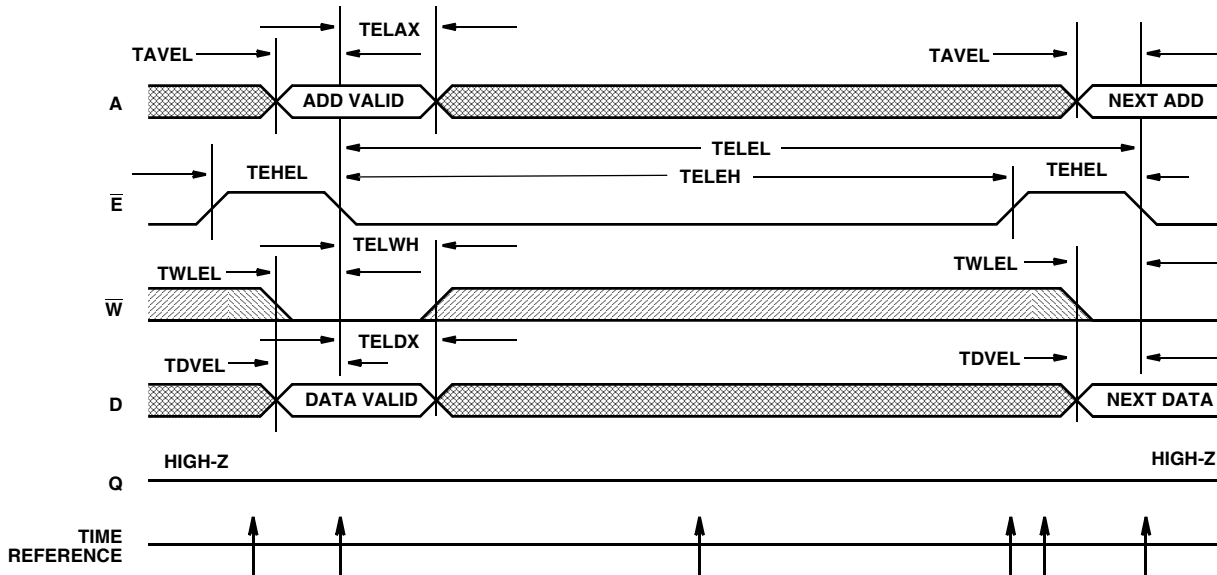 TELAX
TAVEL
TAVEL
A
ADD VALID
NEXT ADD
TELEL
TEHEL
TELEH
TEHEL
E
TELWH
TWLEL
TWLEL
W
TELDX
TDVEL
TDVEL
D
DATA VALID
NEXT DATA
HIGH-Z
HIGH-Z
Q
TIME
REFERENCE